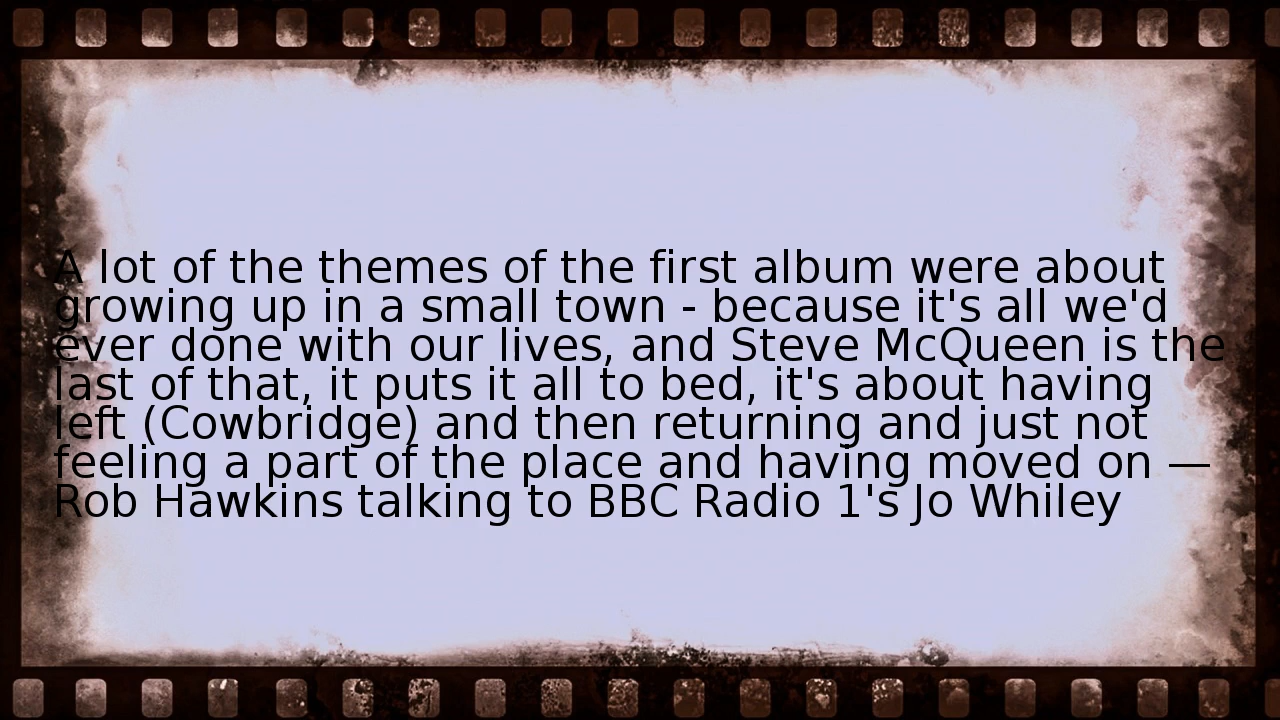 A lot of the themes of the first album were about
growing up in a small town - because it's all we'd
ever done with our lives, and Steve McQueen is the
last of that, it puts it all to bed, it's about having
left (Cowbridge) and then returning and just not
feeling a part of the place and having moved on —
Rob Hawkins talking to BBC Radio 1's Jo Whiley